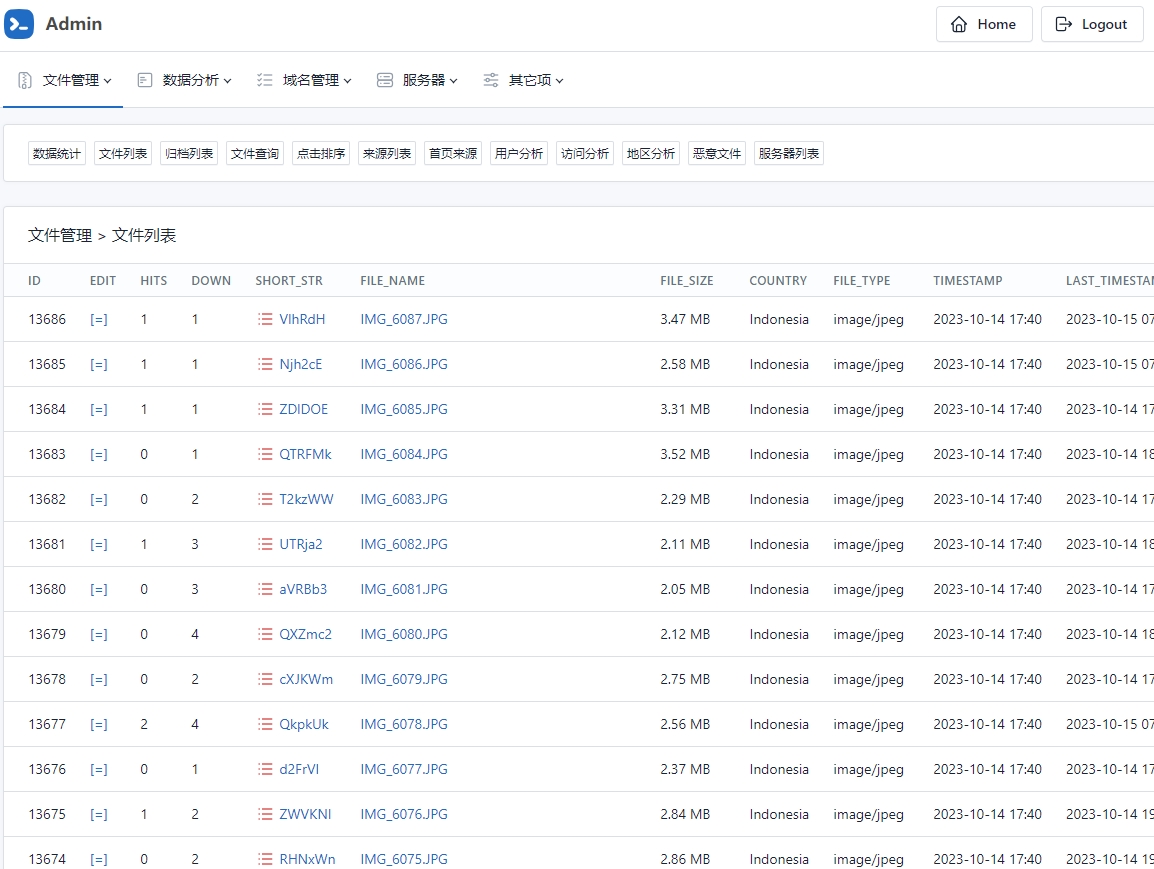 Admin Home Logout
文件管理 数据分析 域名管理 服务器 其它项
数据统计 文件列表 归档列表 文件查询 点击排序 来源列表 首页来源 用户分析 访问分析 地区分析 恶意文件 服务器列表
文件管理 > 文件列表
ID EDIT HITS DOWN SHORT_STR FILE_NAME FILE_SIZE COUNTRY FILE_TYPE TIMESTAMP LAST_TIMESTAM
13686 [=] 1 1 VlhRdH IMG_6087.JPG 3.47 MB Indonesia image/jpeg 2023-10-14 17:40 2023-10-15 07
13685 [=] 1 1 Njh2cE IMG_6086.JPG 2.58 MB Indonesia image/jpeg 2023-10-14 17:40 2023-10-15 07
13684 [=] 1 1 ZDlDOE IMG_6085.JPG 3.31 MB Indonesia image/jpeg 2023-10-14 17:40 2023-10-14 17
13683 [=] 0 1 QTRFMk IMG_6084.JPG 3.52 MB Indonesia image/jpeg 2023-10-14 17:40 2023-10-14 18
13682 [=] 0 2 T2kzWW IMG_6083.JPG 2.29 MB Indonesia image/jpeg 2023-10-14 17:40 2023-10-14 17
13681 [=] 1 3 UTRja2 IMG_6082.JPG 2.11 MB Indonesia image/jpeg 2023-10-14 17:40 2023-10-14 18
13680 [=] 0 3 aVRBb3 IMG_6081.JPG 2.05 MB Indonesia image/jpeg 2023-10-14 17:40 2023-10-14 17
13679 [=] 0 4 QXZmc2 IMG_6080.JPG 2.12 MB Indonesia image/jpeg 2023-10-14 17:40 2023-10-14 18
13678 [=] 0 2 cXJKWm IMG_6079.JPG 2.75 MB Indonesia image/jpeg 2023-10-14 17:40 2023-10-14 17
13677 [=] 2 4 QkpkUk IMG_6078.JPG 2.56 MB Indonesia image/jpeg 2023-10-14 17:40 2023-10-15 07
13676 [=] 0 1 d2FrVl IMG_6077.JPG 2.37 MB Indonesia image/jpeg 2023-10-14 17:40 2023-10-14 17
13675 [=] 1 2 ZWVKNl IMG_6076.JPG 2.84 MB Indonesia image/jpeg 2023-10-14 17:40 2023-10-14 19
13674 [=] 0 2 RHNxWn IMG_6075.JPG 2.86 MB Indonesia image/jpeg 2023-10-14 17:40 2023-10-14 19